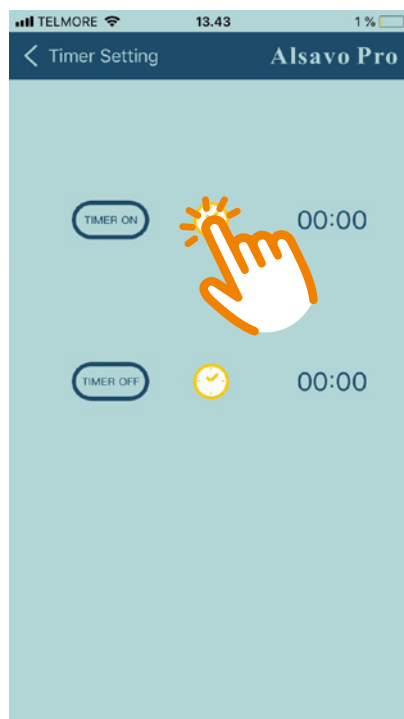 TELMORE 13.43 1 %
Timer Setting Alsavo Pro
TIMER ON 00:00
TIMER OFF 00:00